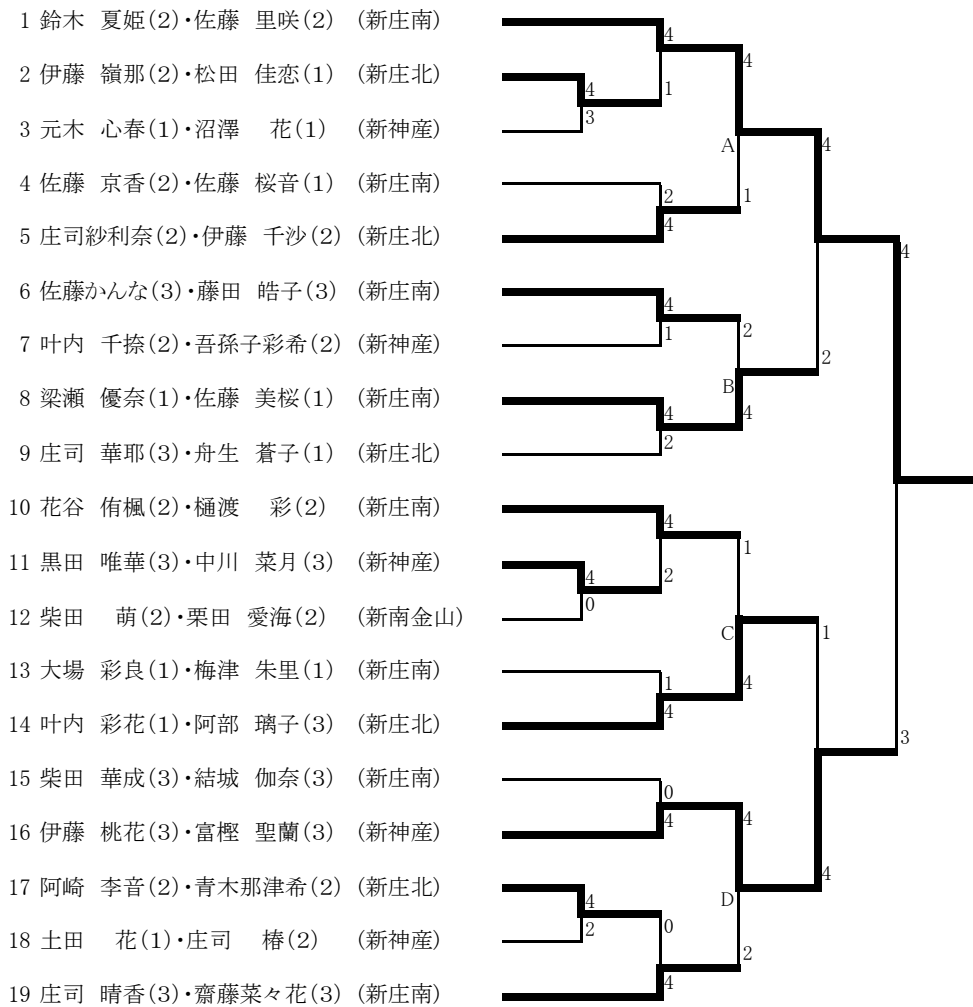 1 鈴木 夏姫(2)・佐藤 里咲(2) (新庄南)
2 伊藤 嶺那(2)・松田 佳恋(1) (新庄北)
3 元木 心春(1)・沼澤 花(1) (新神産)
4 佐藤 京香(2)・佐藤 桜音(1) (新庄南)
5 庄司紗利奈(2)・伊藤 千沙(2) (新庄北)
6 佐藤かんな(3)・藤田 皓子(3) (新庄南)
7 叶内 千捺(2)・吾孫子彩希(2) (新神産)
8 梁瀬 優奈(1)・佐藤 美桜(1) (新庄南)
9 庄司 華耶(3)・舟生 蒼子(1) (新庄北)
10 花谷 侑楓(2)・樋渡 彩(2) (新庄南)
11 黒田 唯華(3)・中川 菜月(3) (新神産)
12 柴田 萌(2)・栗田 愛海(2) (新南金山)
13 大場 彩良(1)・梅津 朱里(1) (新庄南)
14 叶内 彩花(1)・阿部 璃子(3) (新庄北)
15 柴田 華成(3)・結城 伽奈(3) (新庄南)
16 伊藤 桃花(3)・富樫 聖蘭(3) (新神産)
17 阿崎 李音(2)・青木那津希(2) (新庄北)
18 土田 花(1)・庄司 椿(2) (新神産)
19 庄司 晴香(3)・齋藤菜々花(3) (新庄南)
4
3
4
0
4
2
4
1
2
4
4
1
4
2
4
2
1
4
0
4
0
4
4
A
1
2
B
4
1
C
4
4
D
2
4
2
1
4
4
3